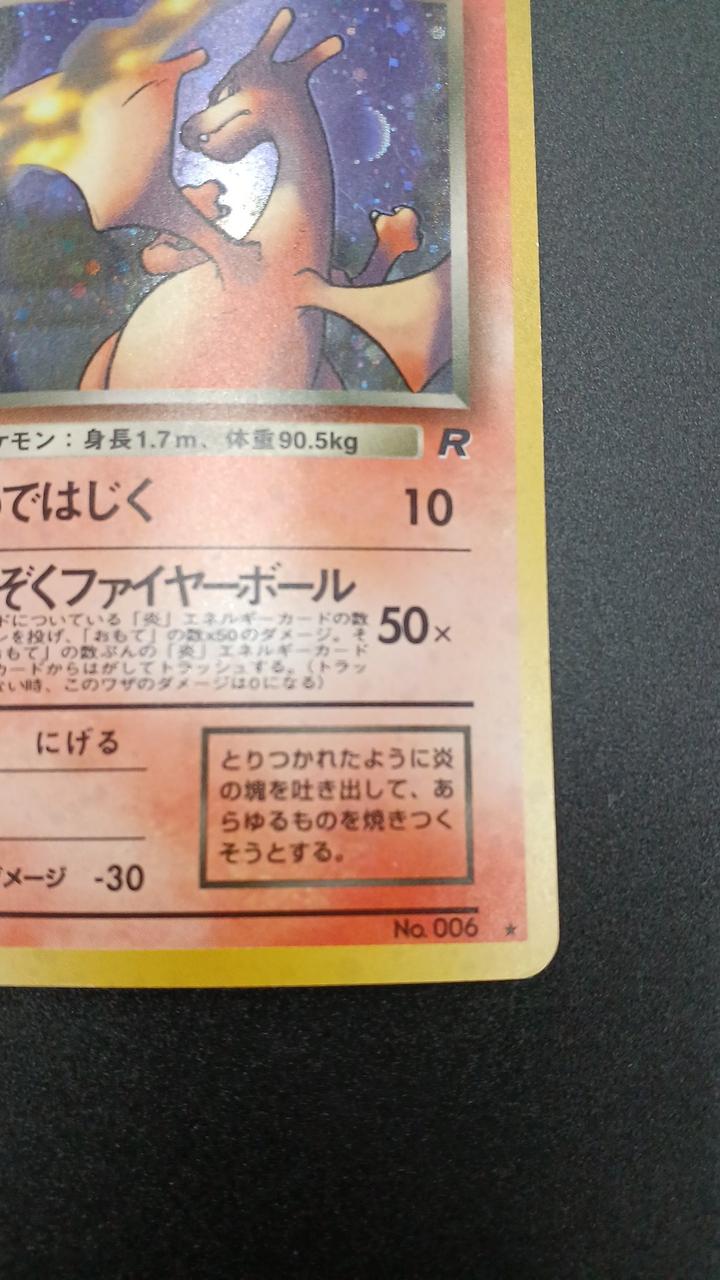 ケモン：身長1.7m、体重90.5kg
R
ではじく 10
ぞくファイヤーボール
ドについている「炎」エネルギーカードの数
ンを投げ、「おもて」の数x50のダメージ。そ
おもて」の数ぶんの「炎」エネルギーカード
カードからはがしてトラッシュする。（トラッ
ない時、このワザのダメージは0になる）
50×
にげる
とりつかれたように炎
の塊を吐き出して、あ
らゆるものを焼きつく
そうとする。
ダメージ -30
No. 006 ★